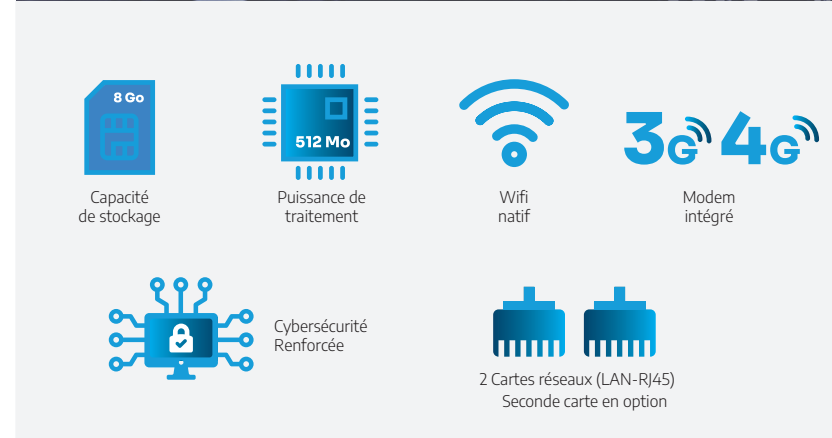 8 Go
512 Mo
3G 4G
Capacité
de stockage
Puissance de
traitement
Wifi
natif
Modem
intégré
Cybersécurité
Renforcée
2 Cartes réseaux (LAN-RJ45)
Seconde carte en option